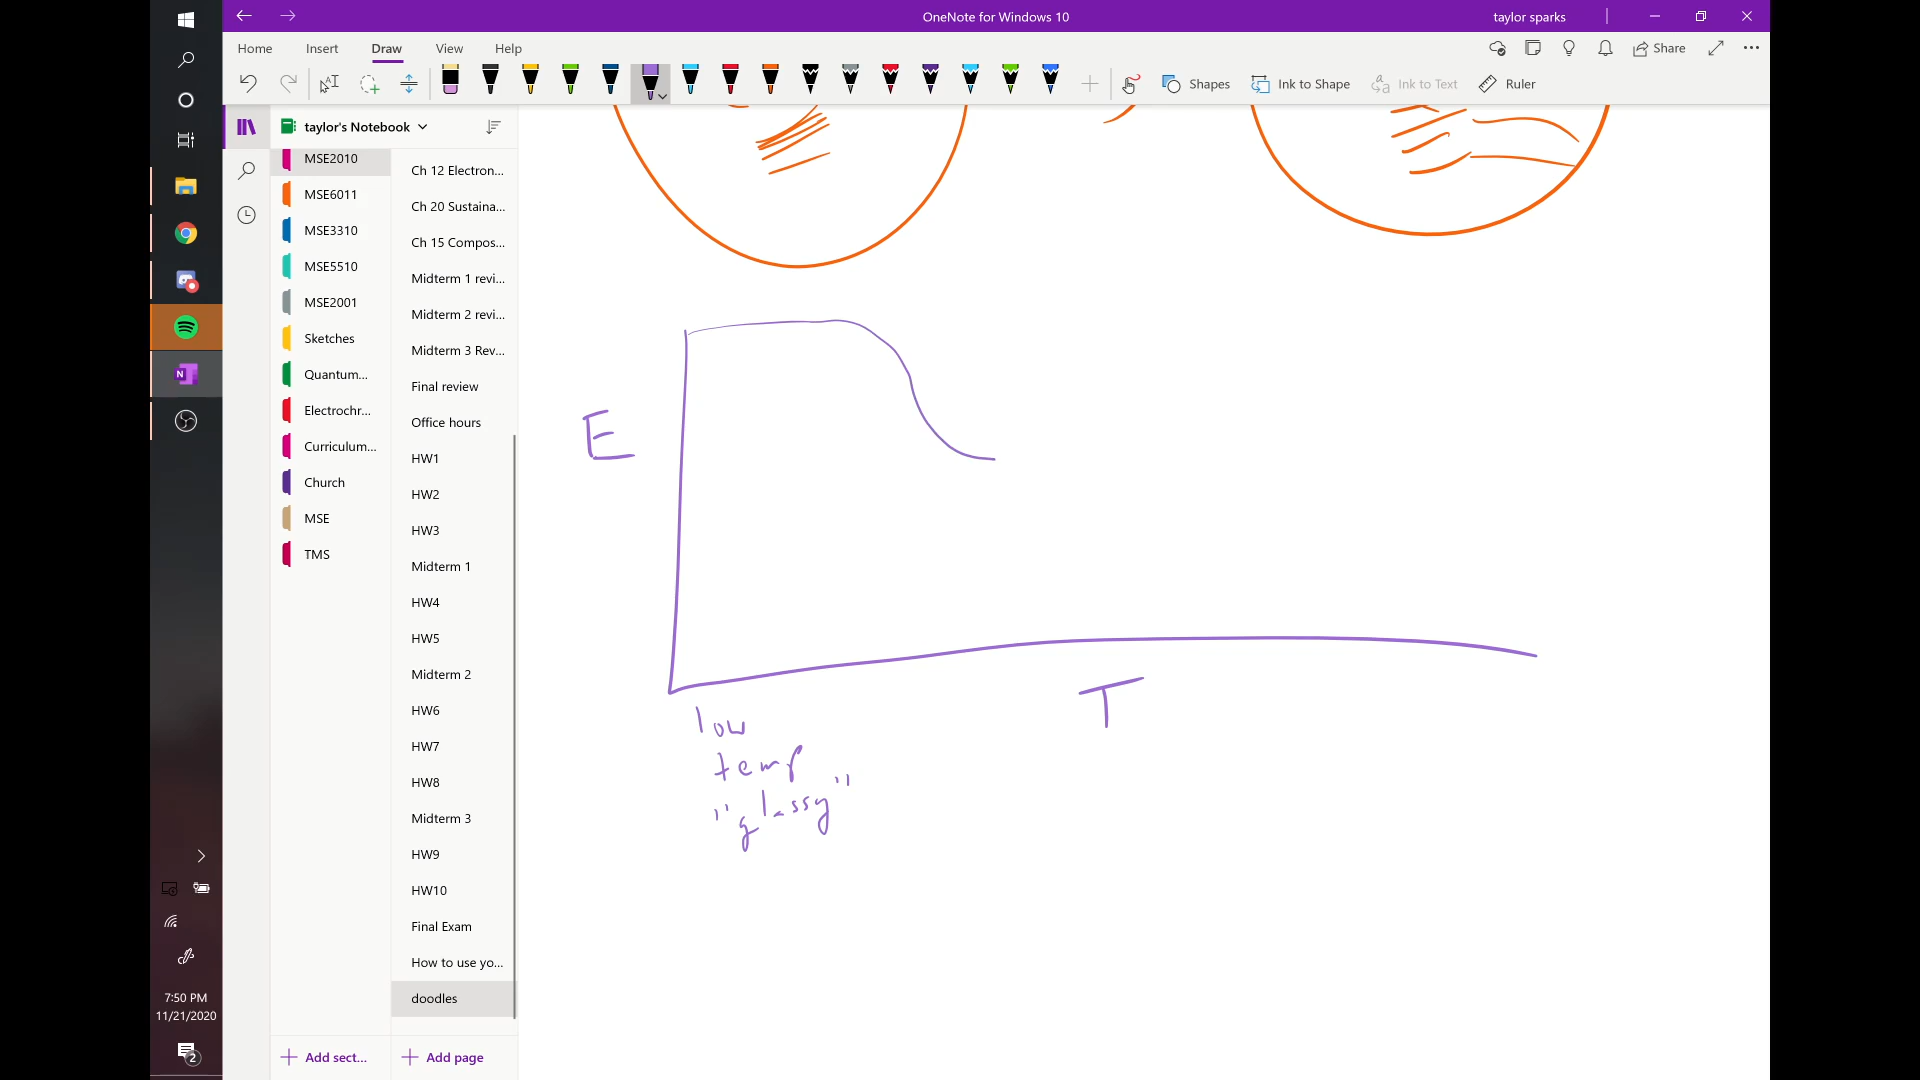 OneNote for Windows 10
taylor sparks
Home
Insert
Draw
View
Help
Share
Shapes
Ink to Shape
Ink to Text
Ruler
taylor's Notebook
MSE2010
MSE6011
MSE3310
MSE5510
MSE2001
Sketches
Quantum...
Electrochr...
Curriculum...
Church
MSE
TMS
Add sect...
Ch 12 Electron...
Ch 20 Sustaina...
Ch 15 Compos...
Midterm 1 revi...
Midterm 2 revi...
Midterm 3 Rev...
Final review
Office hours
HW1
HW2
HW3
Midterm 1
HW4
HW5
Midterm 2
HW6
HW7
HW8
Midterm 3
HW9
HW10
Final Exam
How to use yo...
doodles
Add page
E
T
low
temp
"glassy"
7:50 PM
11/21/2020
2